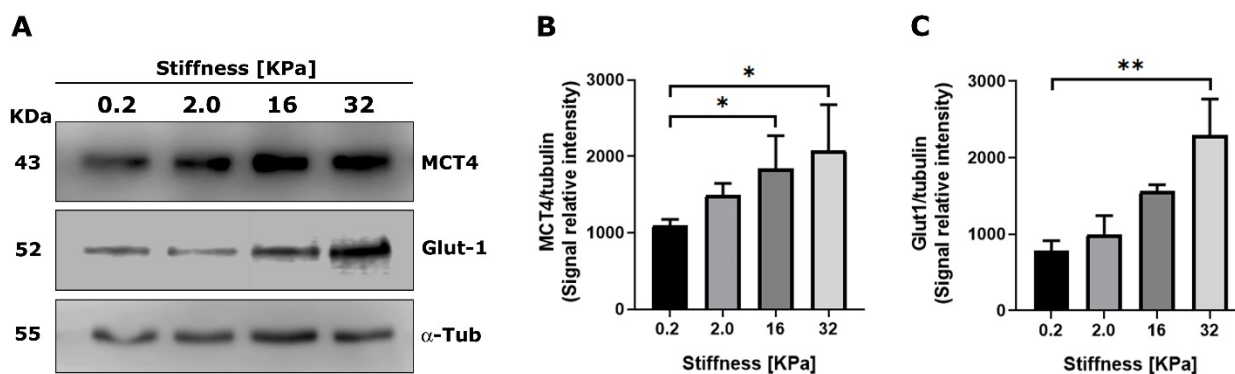 A
Stiffness [KPa]
KDa
0.2 2.0 16 32
43 MCT4
52 Glut-1
55 α-Tub
B
MCT4/tubulin
(Signal relative intensity)
3000
2000
1000
0
*
*
0.2 2.0 16 32
Stiffness [KPa]
C
Glut1/tubulin
(Signal relative intensity)
3000
2000
1000
0
**
0.2 2.0 16 32
Stiffness [KPa]